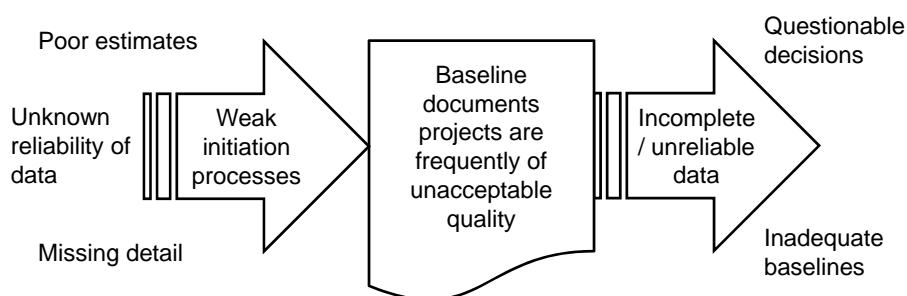 Poor estimates
Unknown
reliability of
data
Missing detail
Weak
initiation
processes
Baseline
documents
projects are
frequently of
unacceptable
quality
Incomplete
/ unreliable
data
Questionable
decisions
Inadequate
baselines